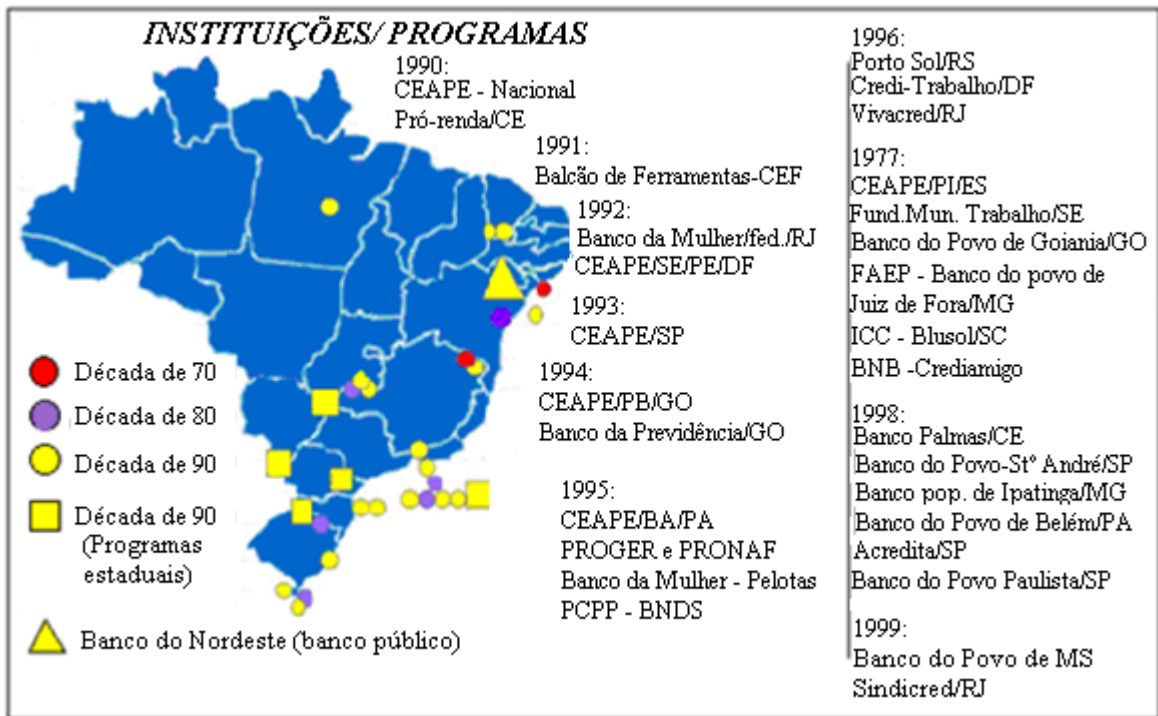 INSTITUIÇÕES/ PROGRAMAS
1990:
CEAPE - Nacional
Pró-renda/CE
1991:
Balcão de Ferramentas-CEF
1992:
Banco da Mulher/fed./RJ
CEAPE/SE/PE/DF
1993:
CEAPE/SP
1994:
CEAPE/PB/GO
Banco da Previdência/GO
1995:
CEAPE/BA/PA
PROGER e PRONAF
Banco da Mulher - Pelotas
PCPP - BNDS
1996:
Porto Sol/RS
Credi-Trabalho/DF
Vivacred/RJ
1977:
CEAPE/PI/ES
Fund.Mun. Trabalho/SE
Banco do Povo de Goiania/GO
FAEP - Banco do povo de
Juiz de Fora/MG
ICC - Blusol/SC
BNB -Crediamigo
1998:
Banco Palmas/CE
Banco do Povo-Stº André/SP
Banco pop. de Ipatinga/MG
Banco do Povo de Belém/PA
Acredita/SP
Banco do Povo Paulista/SP
1999:
Banco do Povo de MS
Sindicred/RJ
Década de 70
Década de 80
Década de 90
Década de 90
(Programas
estaduais)
Banco do Nordeste (banco público)